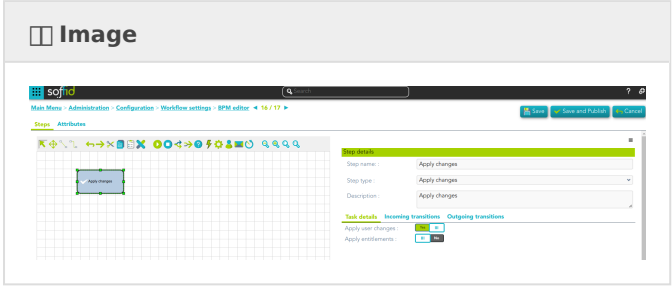 Image
soffid
Search
?
Main Menu > Administration > Configuration > Workflow settings > BPM editor ◄ 16 / 17 ►
Save
Save and Publish
Cancel
Steps Attributes
Apply changes
Step details
Step name : Apply changes
Step type : Apply changes
Description : Apply changes
Task details Incoming transitions Outgoing transitions
Apply user changes : Yes
Apply entitlements : No